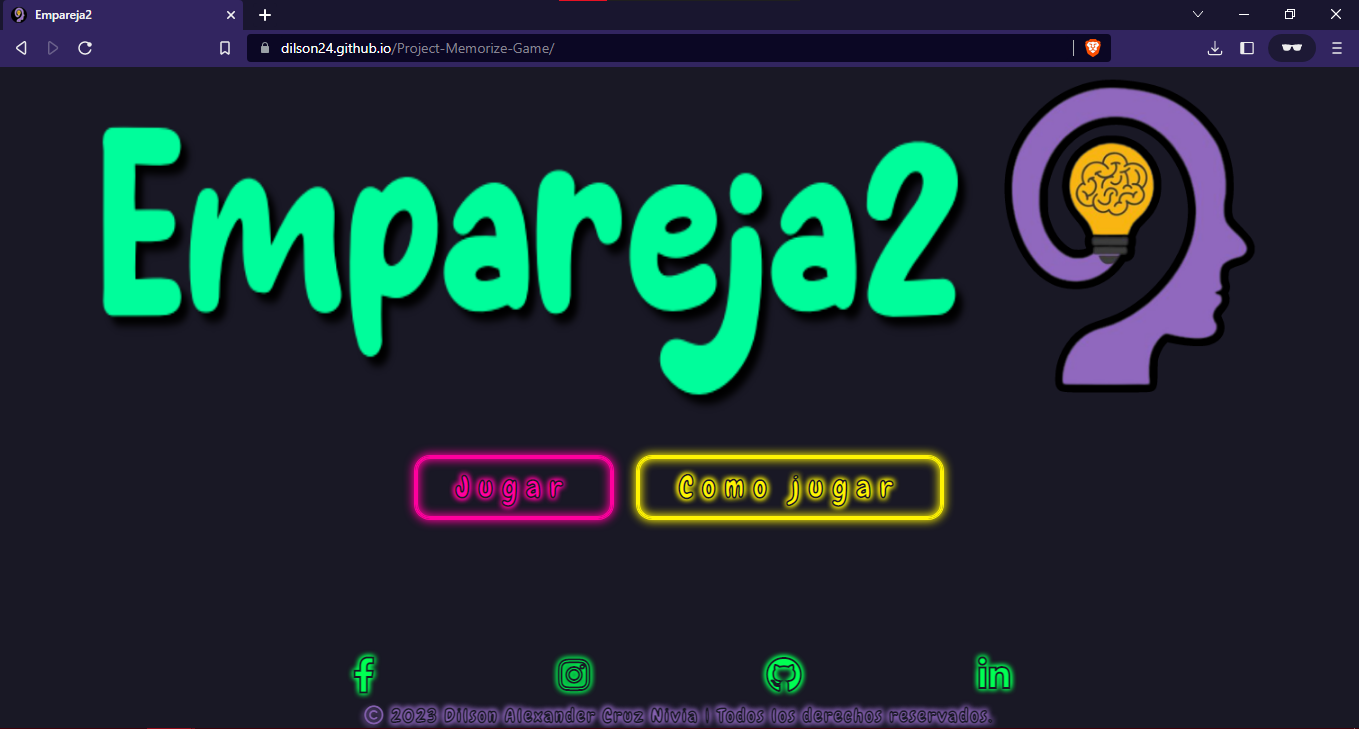 Empareja2
dilson24.github.io/Project-Memorize-Game/
Empareja2
Jugar
Como jugar
© 2023 Dilson Alexander Cruz Nivia | Todos los derechos reservados.